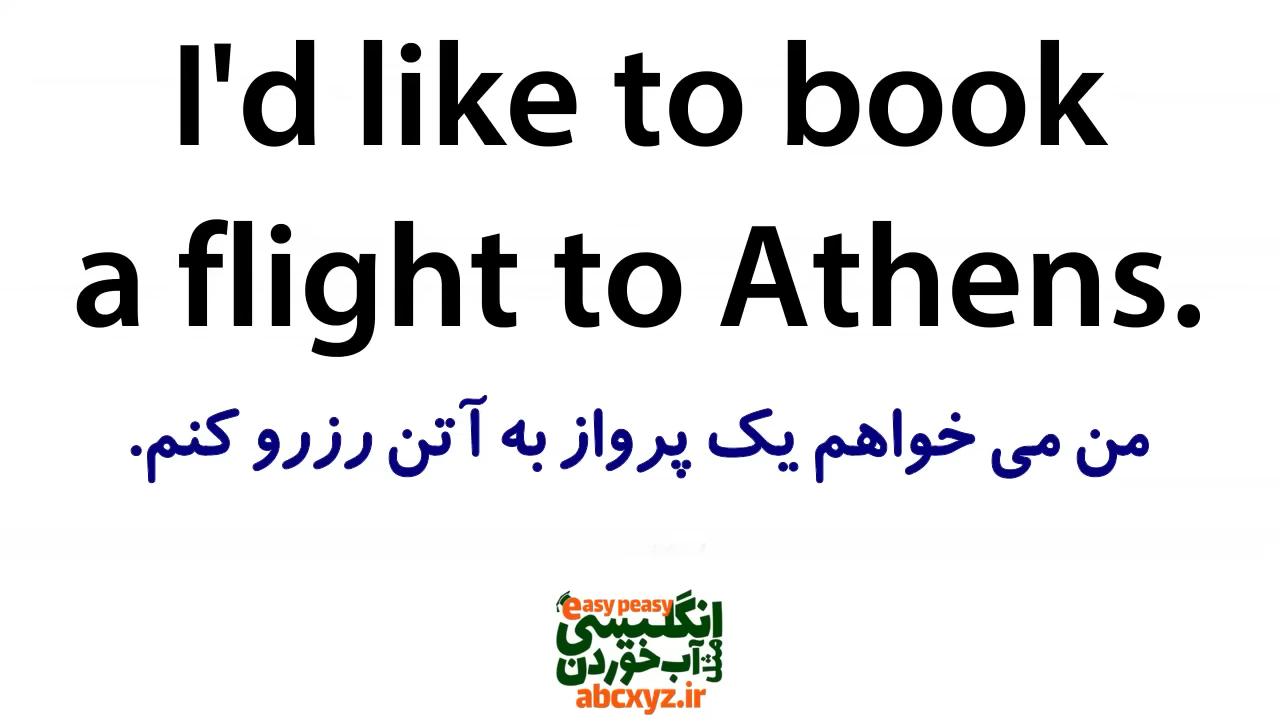 I'd like to book
a flight to Athens.
من می خواهم یک پرواز به آتن رزرو کنم.
easy peasy
انگلیسی
مثل آب خوردن
abcxyz.ir